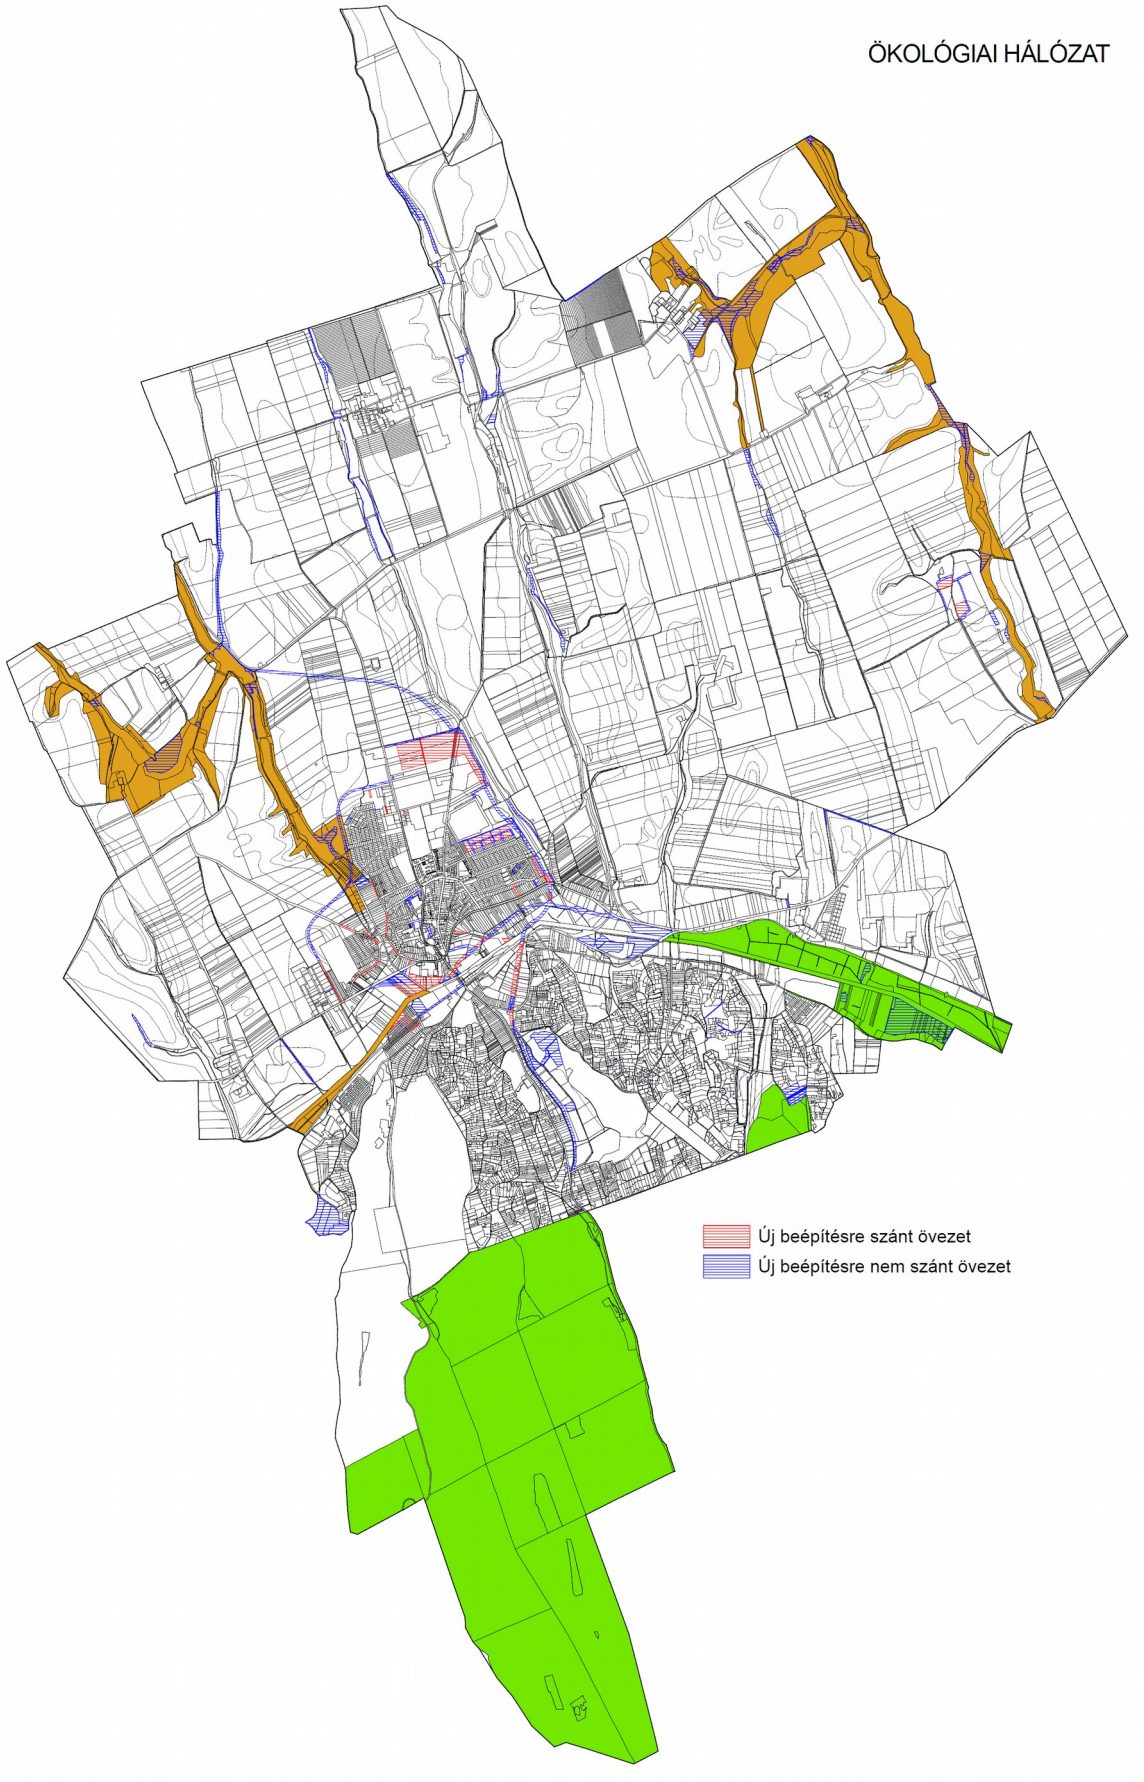 ÖKOLÓGIAI HÁLÓZAT
Új beépítésre szánt övezet
Új beépítésre nem szánt övezet